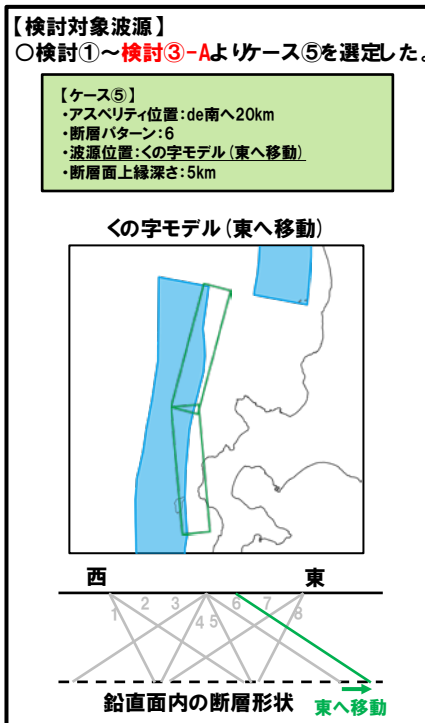 【検討対象波源】
○検討①～検討③-Aよりケース⑤を選定した。
【ケース⑤】
・アスペリティ位置:de南へ20km
・断層パターン:6
・波源位置:くの字モデル(東へ移動)
・断層面上縁深さ:5km
くの字モデル(東へ移動)
西 東
1 2 3 4 5 6 7 8
鉛直面内の断層形状
東へ移動